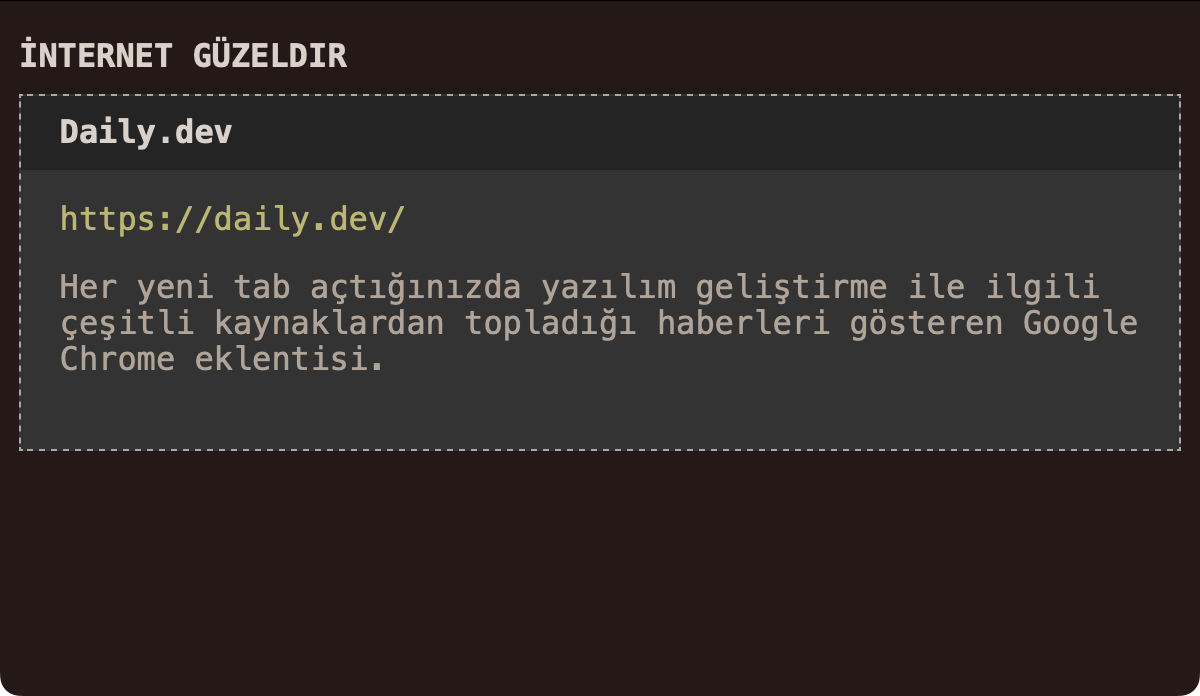 İNTERNET GÜZELDIR
Daily.dev
https://daily.dev/
Her yeni tab açtığınızda yazılım geliştirme ile ilgili
çeşitli kaynaklardan topladığı haberleri gösteren Google
Chrome eklentisi.